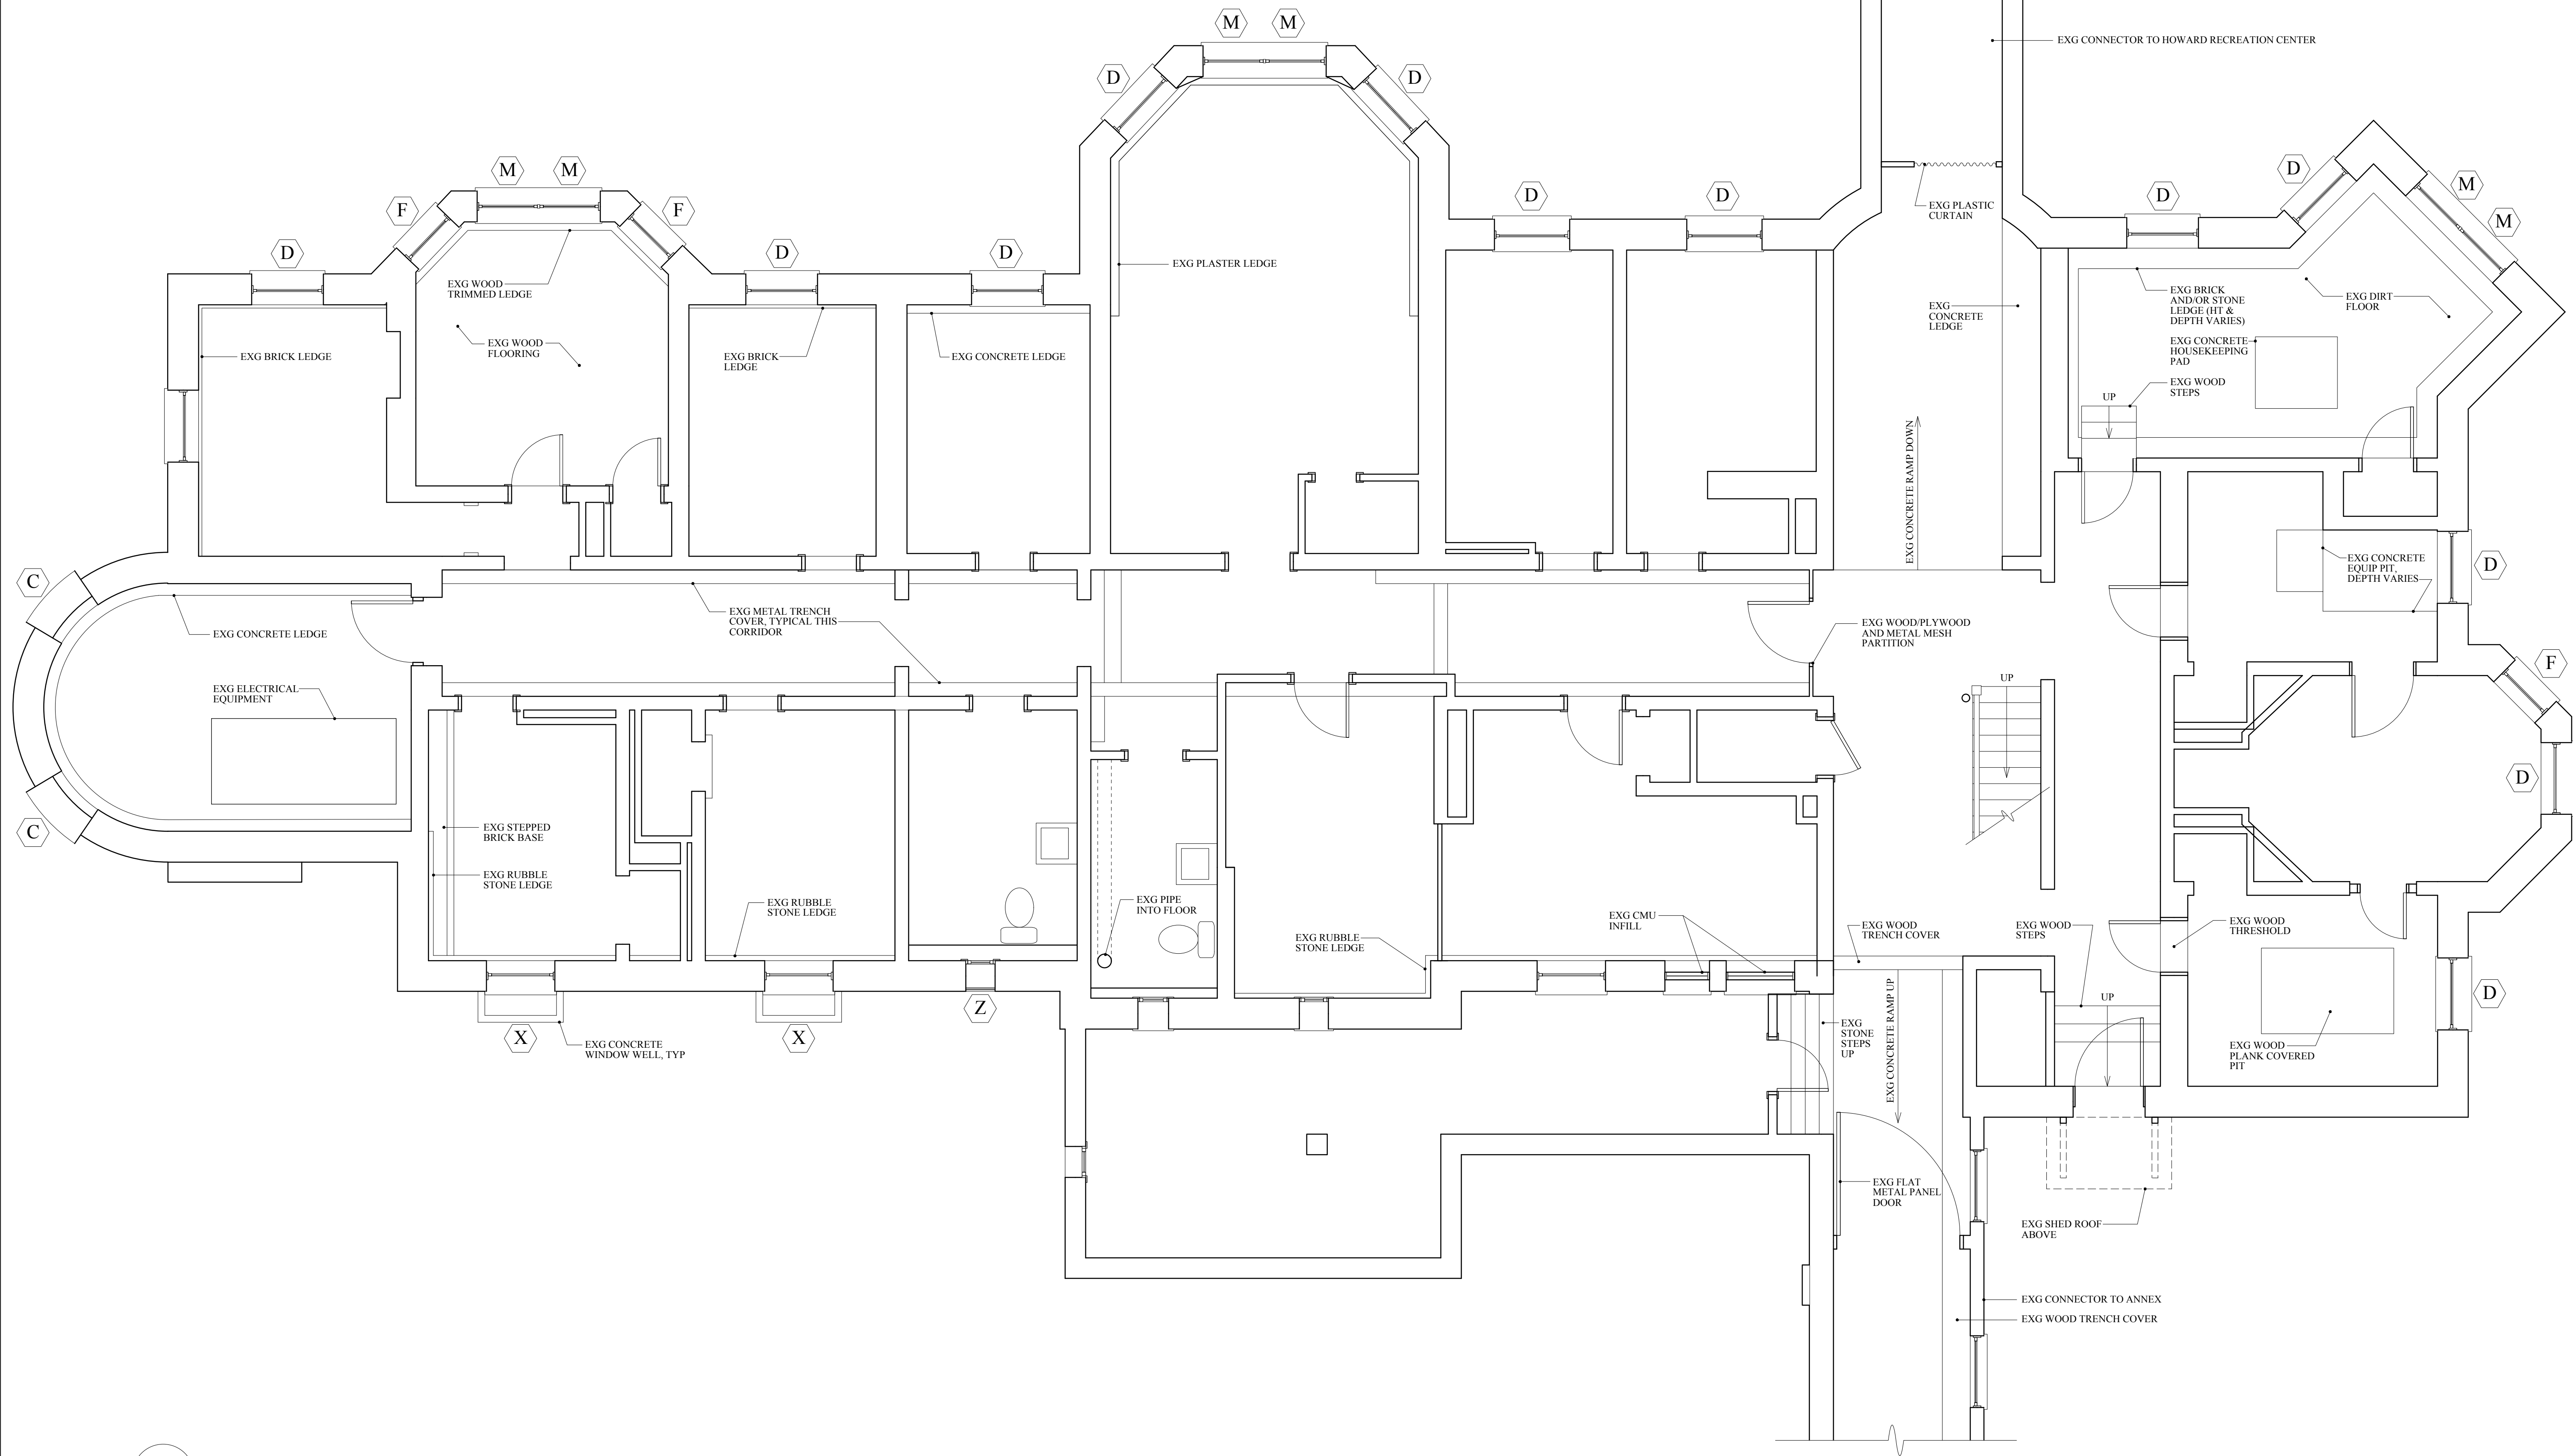 M M
EXG CONNECTOR TO HOWARD RECREATION CENTER
D D
M M
D
M
F F
D D
D
M
EXG PLASTIC
CURTAIN
D D D
EXG PLASTER LEDGE
EXG WOOD
TRIMMED LEDGE
EXG BRICK
AND/OR STONE
LEDGE (HT &
DEPTH VARIES)
EXG DIRT
FLOOR
EXG
CONCRETE
LEDGE
EXG BRICK LEDGE
EXG WOOD
FLOORING
EXG BRICK
LEDGE
EXG CONCRETE LEDGE
EXG CONCRETE
HOUSEKEEPING
PAD
EXG WOOD
STEPS
UP
EXG CONCRETE RAMP DOWN
C
EXG CONCRETE
EQUIP PIT,
DEPTH VARIES
D
EXG CONCRETE LEDGE
EXG METAL TRENCH
COVER, TYPICAL THIS
CORRIDOR
EXG WOOD/PLYWOOD
AND METAL MESH
PARTITION
F
UP
EXG ELECTRICAL
EQUIPMENT
D
C
EXG STEPPED
BRICK BASE
EXG RUBBLE
STONE LEDGE
EXG RUBBLE
STONE LEDGE
EXG PIPE
INTO FLOOR
EXG RUBBLE
STONE LEDGE
EXG CMU
INFILL
EXG WOOD
TRENCH COVER
EXG WOOD
STEPS
EXG WOOD
THRESHOLD
D
UP
X X Z
EXG CONCRETE
WINDOW WELL, TYP
EXG
STONE
STEPS
UP
EXG CONCRETE RAMP UP
EXG WOOD
PLANK COVERED
PIT
EXG FLAT
METAL PANEL
DOOR
EXG SHED ROOF
ABOVE
EXG CONNECTOR TO ANNEX
EXG WOOD TRENCH COVER